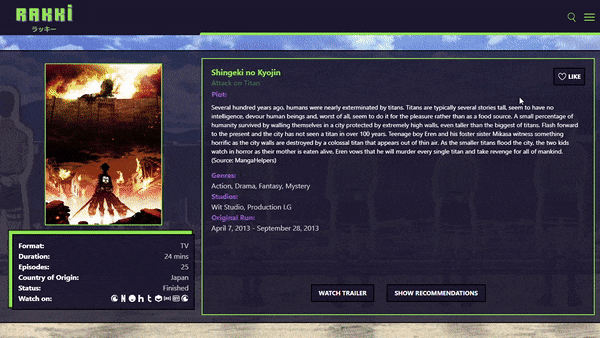 RAKKI
ラッキー
Shingeki no Kyojin
LIKE
Attack on Titan
Plot:
Several hundred years ago, humans were nearly exterminated by titans. Titans are typically several stories tall, seem to have no
intelligence, devour human beings and, worst of all, seem to do it for the pleasure rather than as a food source. A small percentage of
humanity survived by walling themselves in a city protected by extremely high walls, even taller than the biggest of titans. Flash forward
to the present and the city has not seen a titan in over 100 years. Teenage boy Eren and his foster sister Mikasa witness something
horrific as the city walls are destroyed by a colossal titan that appears out of thin air. As the smaller titans flood the city, the two kids
watch in horror as their mother is eaten alive. Eren vows that he will murder every single titan and take revenge for all of mankind.
(Source: MangaHelpers)
Genres:
Action, Drama, Fantasy, Mystery
Studios:
Wit Studio, Production I.G
Original Run:
April 7, 2013 - September 28, 2013
Format: TV
Duration: 24 mins
Episodes: 25
Country of Origin: Japan
Status: Finished
Watch on:
WATCH TRAILER
SHOW RECOMMENDATIONS